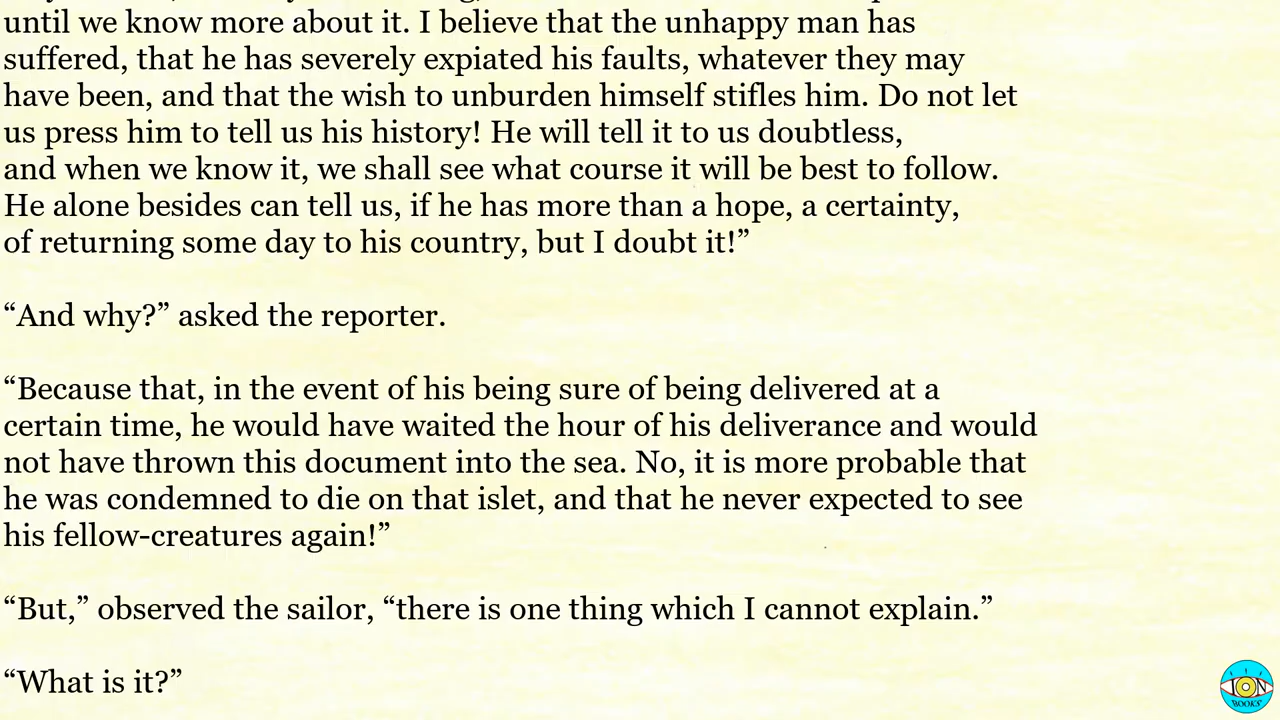 until we know more about it. I believe that the unhappy man has
suffered, that he has severely expiated his faults, whatever they may
have been, and that the wish to unburden himself stifles him. Do not let
us press him to tell us his history! He will tell it to us doubtless,
and when we know it, we shall see what course it will be best to follow.
He alone besides can tell us, if he has more than a hope, a certainty,
of returning some day to his country, but I doubt it!”
“And why?” asked the reporter.
“Because that, in the event of his being sure of being delivered at a
certain time, he would have waited the hour of his deliverance and would
not have thrown this document into the sea. No, it is more probable that
he was condemned to die on that islet, and that he never expected to see
his fellow-creatures again!”
“But,” observed the sailor, “there is one thing which I cannot explain.”
“What is it?”
ION
BOOKS